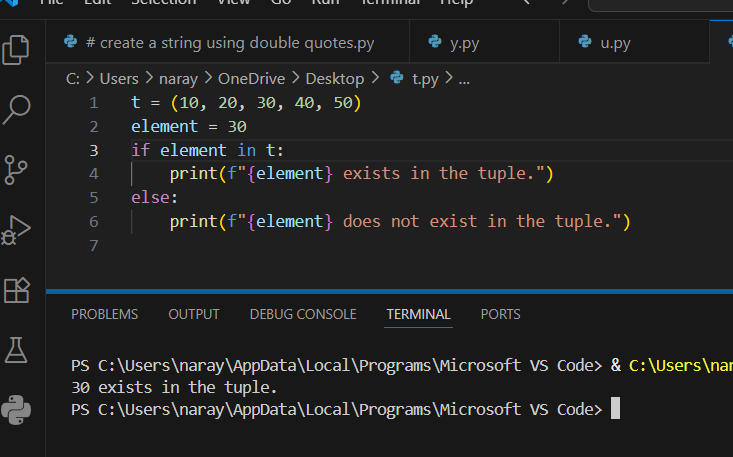 File Edit Selection View Go Run Terminal Help
# create a string using double quotes.py
y.py
u.py
C: > Users > naray > OneDrive > Desktop > t.py > ...
1 t = (10, 20, 30, 40, 50)
2 element = 30
3 if element in t:
4 print(f"{element} exists in the tuple.")
5 else:
6 print(f"{element} does not exist in the tuple.")
7
PROBLEMS OUTPUT DEBUG CONSOLE TERMINAL PORTS
PS C:\Users\naray\AppData\Local\Programs\Microsoft VS Code> & C:\Users\nar
30 exists in the tuple.
PS C:\Users\naray\AppData\Local\Programs\Microsoft VS Code>